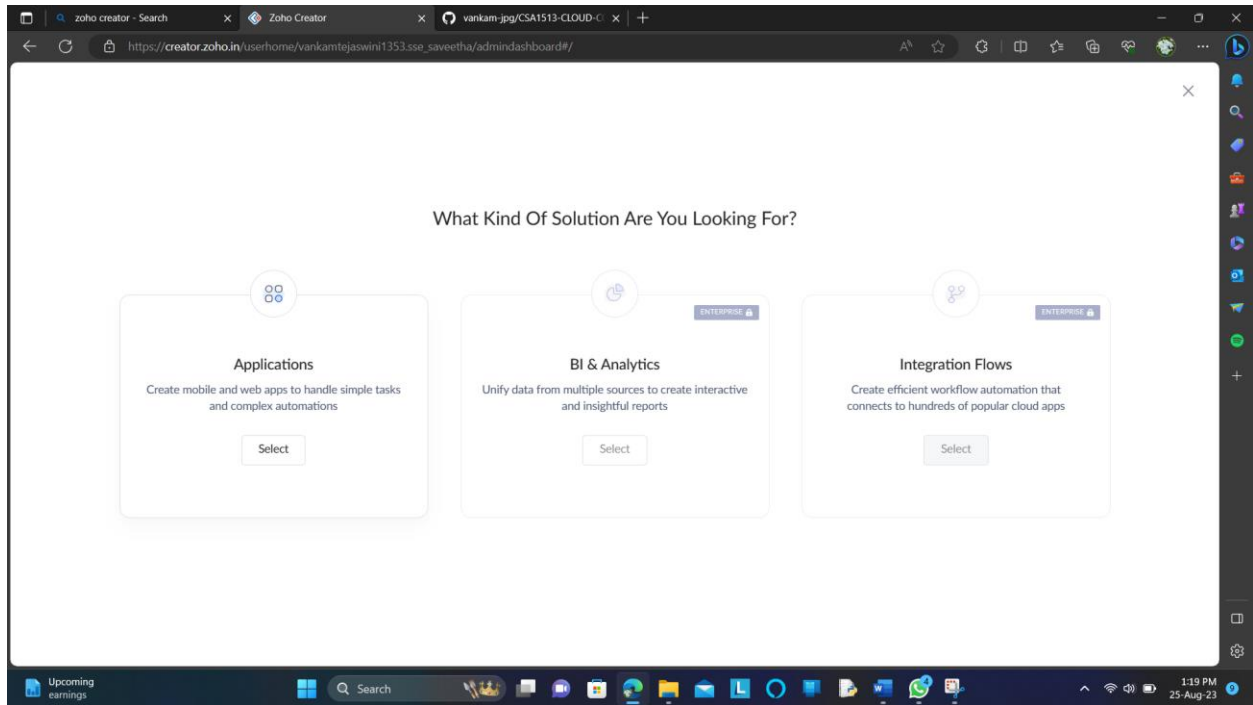 zoho creator - Search
Zoho Creator
vankam-jpg/CSA1513-CLOUD-C
https://creator.zoho.in/userhome/vankamtejaswini1353.sse_saveetha/admindashboard#/
What Kind Of Solution Are You Looking For?
ENTERPRISE
ENTERPRISE
Applications
Create mobile and web apps to handle simple tasks
and complex automations
Select
BI & Analytics
Unify data from multiple sources to create interactive
and insightful reports
Select
Integration Flows
Create efficient workflow automation that
connects to hundreds of popular cloud apps
Select
Upcoming
earnings
Search
1:19 PM
25-Aug-23